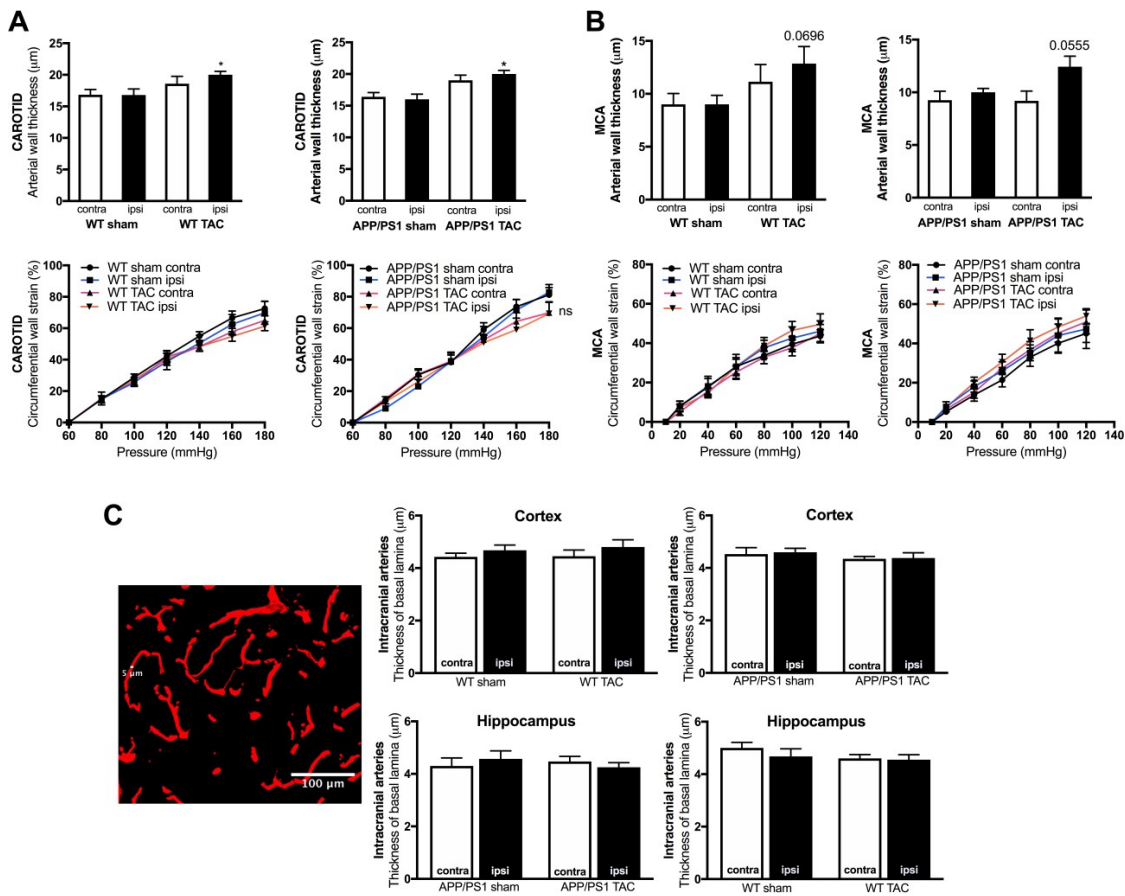 A
CAROTID
Arterial wall thickness (μm)
25
20
15
10
5
0
*
contra
ipsi
contra
ipsi
WT sham
WT TAC
CAROTID
Arterial wall thickness (μm)
25
20
15
10
5
0
*
contra
ipsi
contra
ipsi
APP/PS1 sham
APP/PS1 TAC
B
MCA
Arterial wall thickness (μm)
15
10
5
0
0.0696
contra
ipsi
contra
ipsi
WT sham
WT TAC
MCA
Arterial wall thickness (μm)
15
10
5
0
0.0555
contra
ipsi
contra
ipsi
APP/PS1 sham
APP/PS1 TAC
CAROTID
Circumferential wall strain (%)
100
80
60
40
20
0
WT sham contra
WT sham ipsi
WT TAC contra
WT TAC ipsi
60 80 100 120 140 160 180
Pressure (mmHg)
CAROTID
Circumferential wall strain (%)
100
80
60
40
20
0
APP/PS1 sham contra
APP/PS1 sham ipsi
APP/PS1 TAC contra
APP/PS1 TAC ipsi
ns
60 80 100 120 140 160 180
Pressure (mmHg)
MCA
Circumferential wall strain (%)
80
60
40
20
0
WT sham contra
WT TAC contra
WT sham ipsi
WT TAC ipsi
0 20 40 60 80 100 120 140
Pressure (mmHg)
MCA
Circumferential wall strain (%)
80
60
40
20
0
APP/PS1 sham contra
APP/PS1 sham ipsi
APP/PS1 TAC contra
APP/PS1 TAC ipsi
0 20 40 60 80 100 120 140
Pressure (mmHg)
C
5 μm
100 μm
Cortex
Intracranial arteries
Thickness of basal lamina (μm)
6
4
2
0
contra
ipsi
contra
ipsi
WT sham
WT TAC
Cortex
Intracranial arteries
Thickness of basal lamina (μm)
6
4
2
0
contra
ipsi
contra
ipsi
APP/PS1 sham
APP/PS1 TAC
Hippocampus
Intracranial arteries
Thickness of basal lamina (μm)
6
4
2
0
contra
ipsi
contra
ipsi
APP/PS1 sham
APP/PS1 TAC
Hippocampus
Intracranial arteries
Thickness of basal lamina (μm)
6
4
2
0
contra
ipsi
contra
ipsi
WT sham
WT TAC